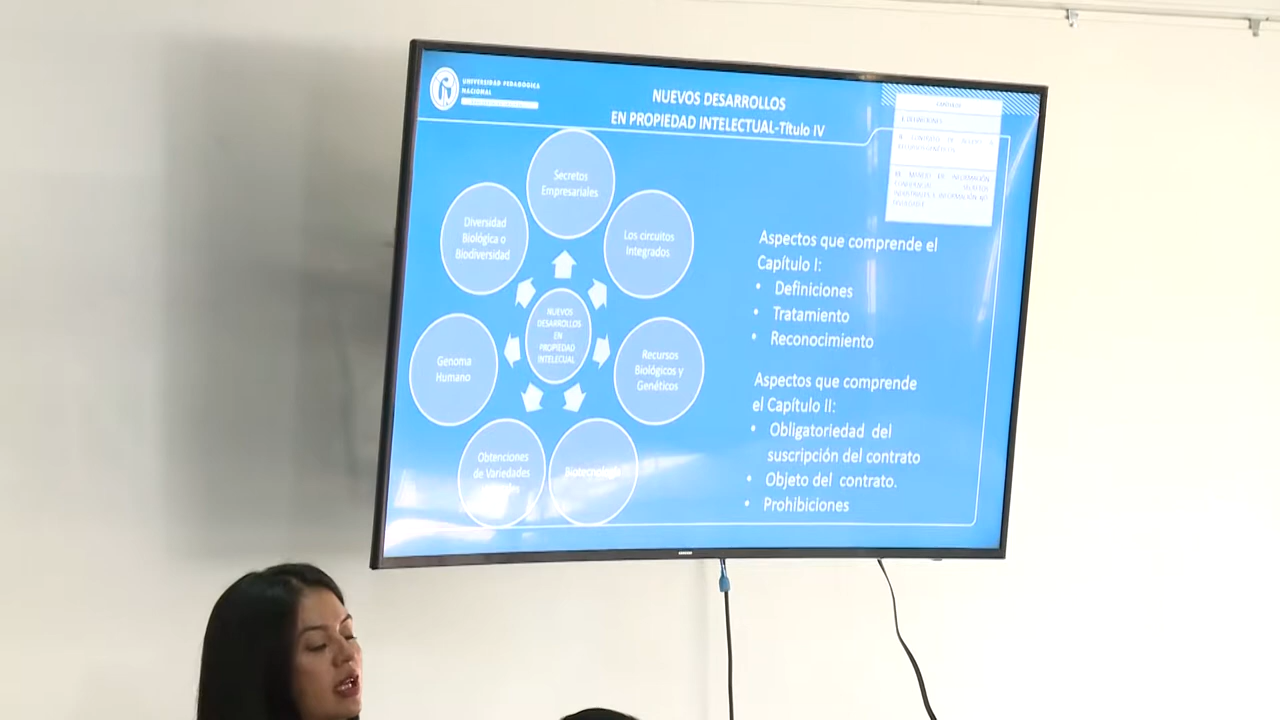 UNIVERSIDAD PEDAGÓGICA
NACIONAL
NUEVOS DESARROLLOS
EN PROPIEDAD INTELECTUAL-Título IV
Secretos
Empresariales
Los circuitos
Integrados
Recursos
Biológicos y
Genéticos
Biotecnología
Obtenciones
de Variedades
Genoma
Humano
Diversidad
Biológica o
Biodiversidad
NUEVOS
DESARROLLOS
EN
PROPIEDAD
INTELECUAL
Aspectos que comprende el
Capítulo I:
• Definiciones
• Tratamiento
• Reconocimiento
Aspectos que comprende
el Capítulo II:
• Obligatoriedad del
suscripción del contrato
• Objeto del contrato.
• Prohibiciones
SAMSUNG